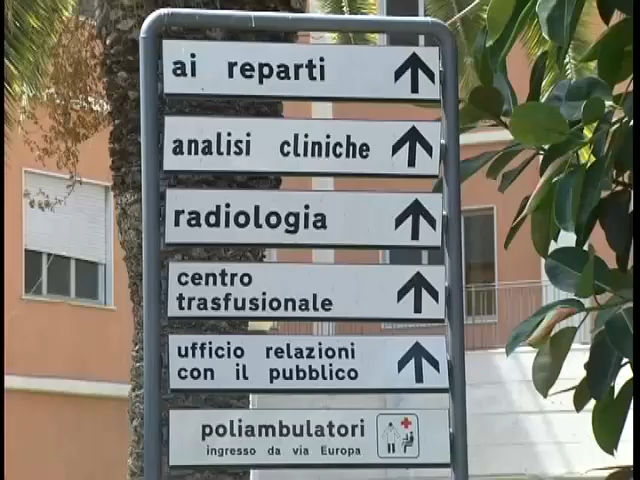 ai reparti
analisi cliniche
radiologia
centro
trasfusionale
ufficio relazioni
con il pubblico
poliambulatori
ingresso da via Europa